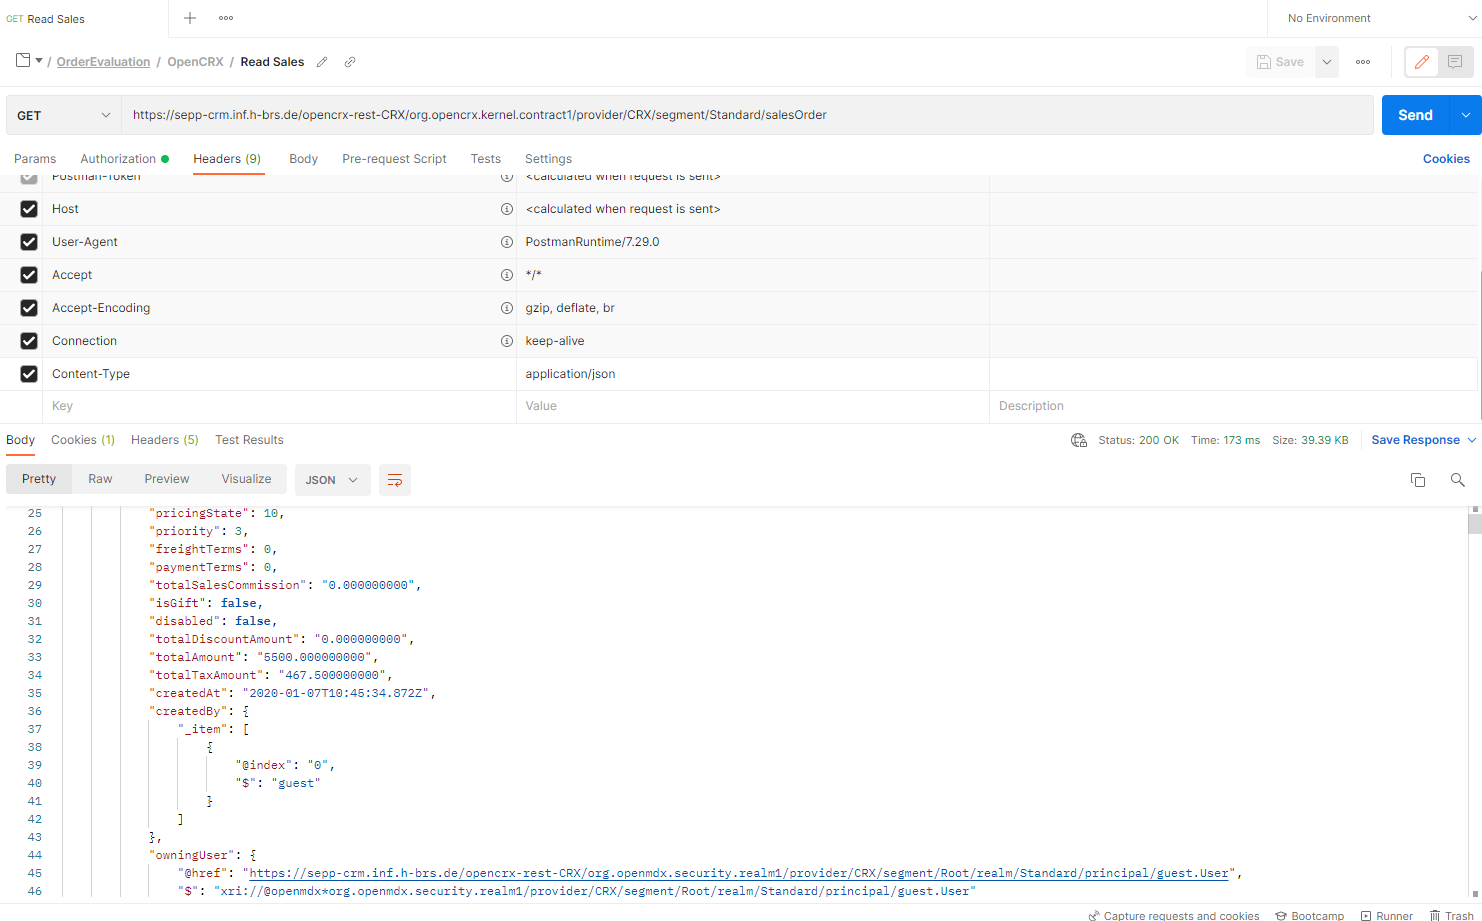 GET Read Sales
No Environment
/ OrderEvaluation / OpenCRX / Read Sales
Save
GET https://sepp-crm.inf.h-brs.de/opencrx-rest-CRX/org.opencrx.kernel.contract1/provider/CRX/segment/Standard/salesOrder Send
Params Authorization Headers (9) Body Pre-request Script Tests Settings Cookies
Postman-Token <calculated when request is sent>
Host <calculated when request is sent>
User-Agent PostmanRuntime/7.29.0
Accept */*
Accept-Encoding gzip, deflate, br
Connection keep-alive
Content-Type application/json
Key Value Description
Body Cookies (1) Headers (5) Test Results Status: 200 OK Time: 173 ms Size: 39.39 KB Save Response
Pretty Raw Preview Visualize JSON
25 "pricingState": 10,
26 "priority": 3,
27 "freightTerms": 0,
28 "paymentTerms": 0,
29 "totalSalesCommission": "0.000000000",
30 "isGift": false,
31 "disabled": false,
32 "totalDiscountAmount": "0.000000000",
33 "totalAmount": "5500.000000000",
34 "totalTaxAmount": "467.500000000",
35 "createdAt": "2020-01-07T10:45:34.872Z",
36 "createdBy": {
37 "_item": [
38 {
39 "@index": "0",
40 "$": "guest"
41 }
42 ]
43 },
44 "owningUser": {
45 "@href": "https://sepp-crm.inf.h-brs.de/opencrx-rest-CRX/org.openmdx.security.realm1/provider/CRX/segment/Root/realm/Standard/principal/guest.User",
46 "$": "xri://@openmdx*org.openmdx.security.realm1/provider/CRX/segment/Root/realm/Standard/principal/guest.User"
Capture requests and cookies Bootcamp Runner Trash